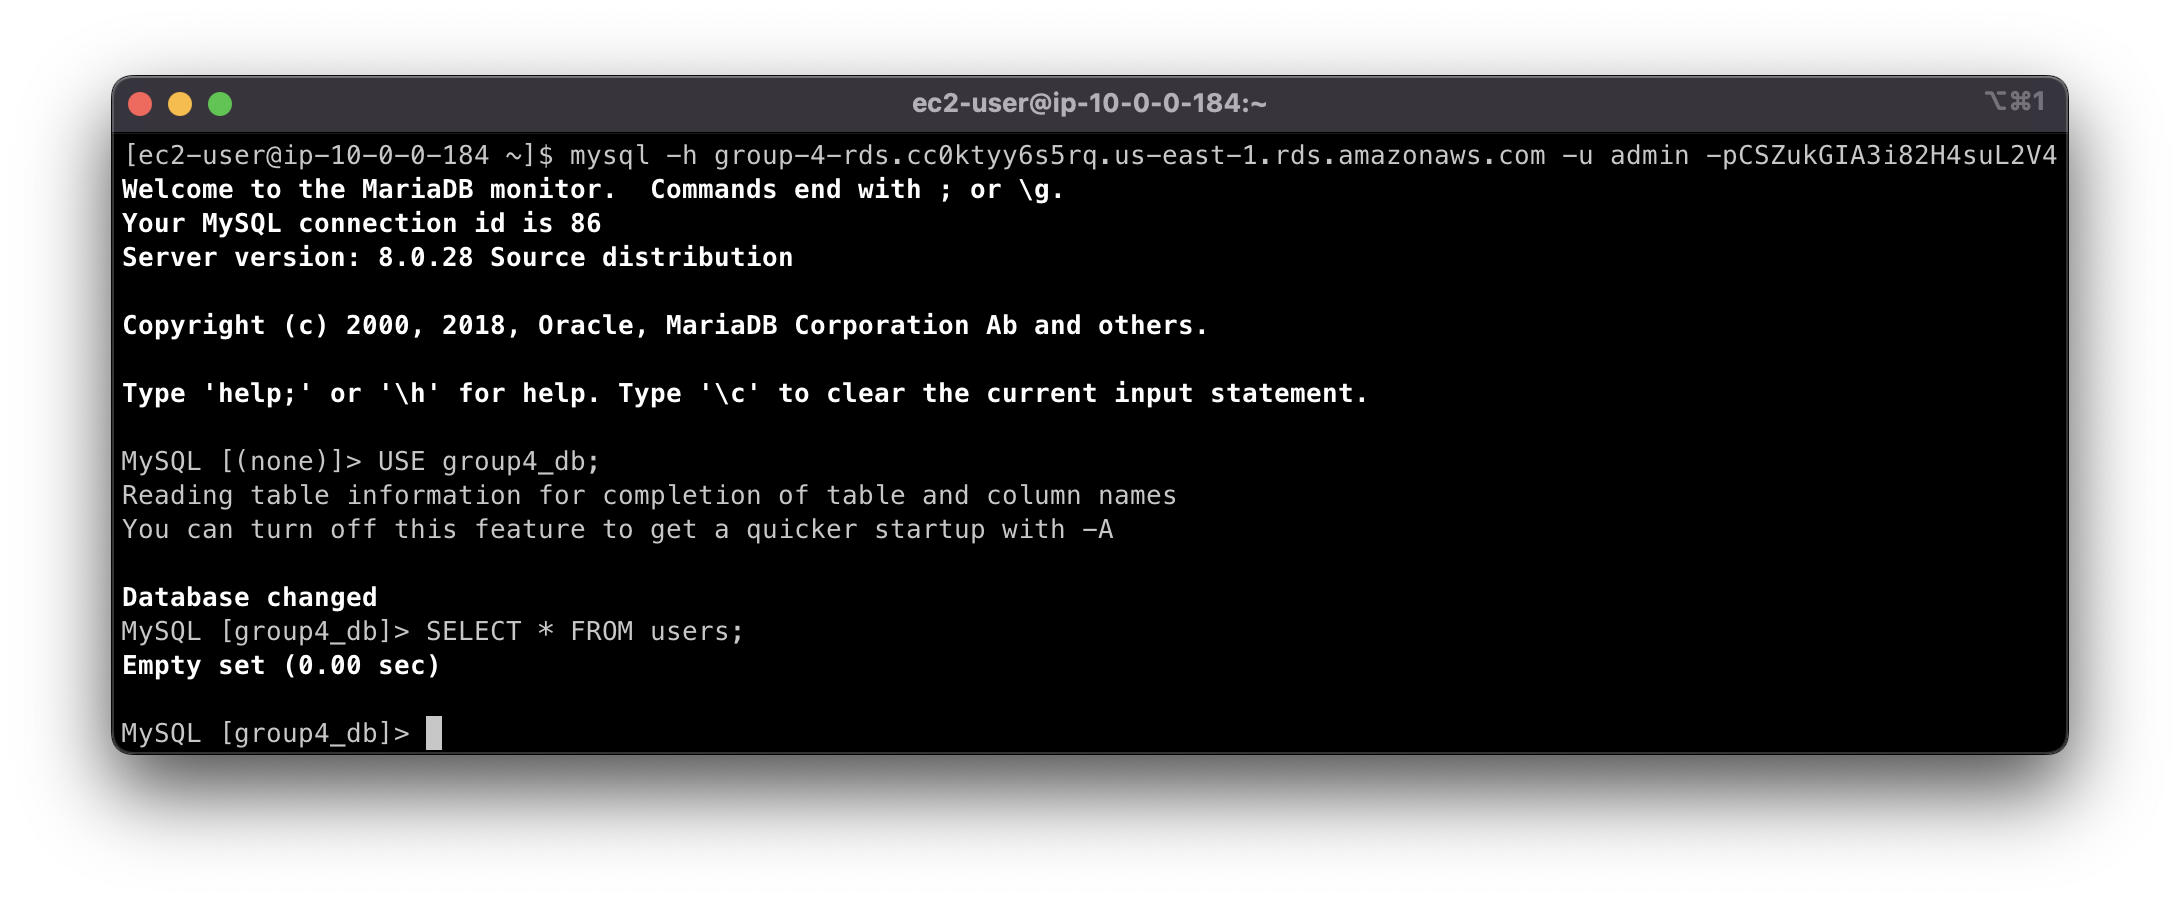 ec2-user@ip-10-0-0-184:~
⌥⌘1
[ec2-user@ip-10-0-0-184 ~]$ mysql -h group-4-rds.cc0ktyy6s5rq.us-east-1.rds.amazonaws.com -u admin -pCSZukGIA3i82H4suL2V4
Welcome to the MariaDB monitor.  Commands end with ; or \g.
Your MySQL connection id is 86
Server version: 8.0.28 Source distribution
Copyright (c) 2000, 2018, Oracle, MariaDB Corporation Ab and others.
Type 'help;' or '\h' for help. Type '\c' to clear the current input statement.
MySQL [(none)]> USE group4_db;
Reading table information for completion of table and column names
You can turn off this feature to get a quicker startup with -A
Database changed
MySQL [group4_db]> SELECT * FROM users;
Empty set (0.00 sec)
MySQL [group4_db]>